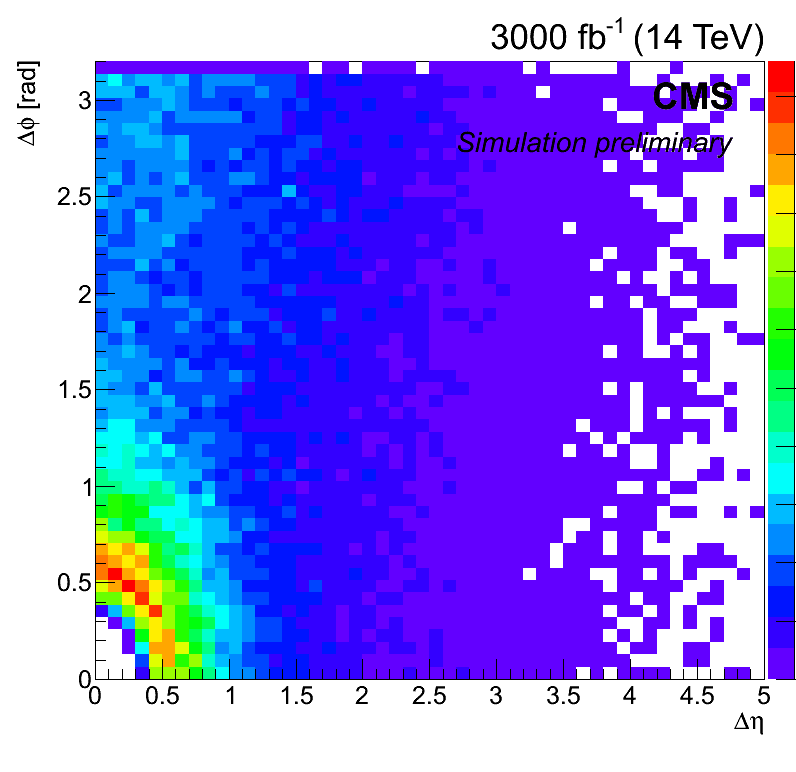 3000 fb⁻¹ (14 TeV)
Δϕ [rad]
CMS
Simulation preliminary
3
2.5
2
1.5
1
0.5
0
0 0.5 1 1.5 2 2.5 3 3.5 4 4.5 5
Δη